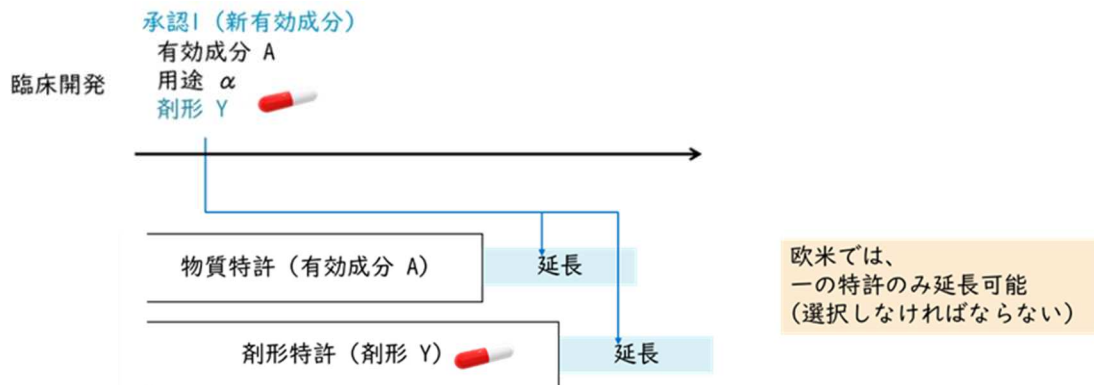 承認I (新有効成分)
有効成分 A
用途 α
剤形 Y
臨床開発
物質特許 (有効成分 A)
延長
剤形特許 (剤形 Y)
延長
欧米では、
一の特許のみ延長可能
(選択しなければならない)